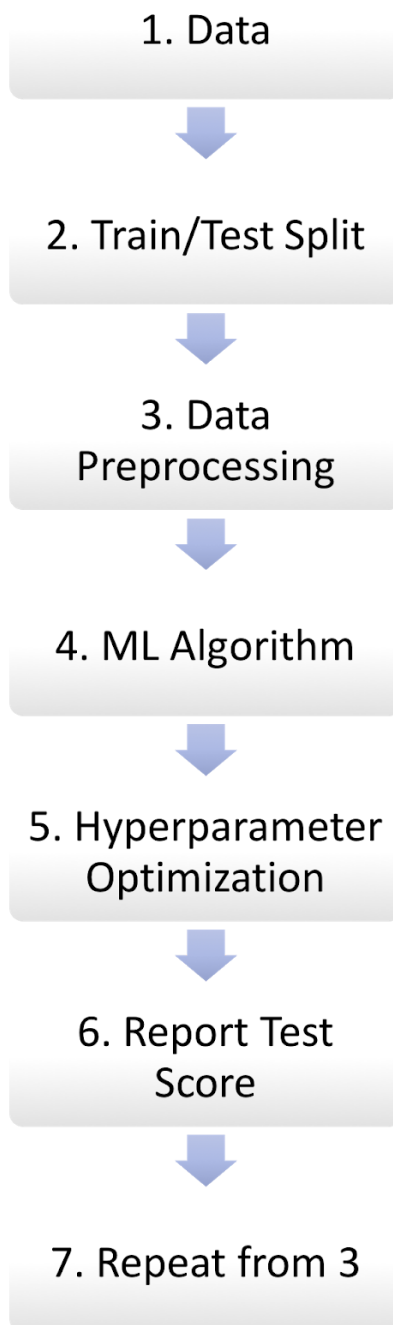 1. Data
2. Train/Test Split
3. Data
Preprocessing
4. ML Algorithm
5. Hyperparameter
Optimization
6. Report Test
Score
7. Repeat from 3